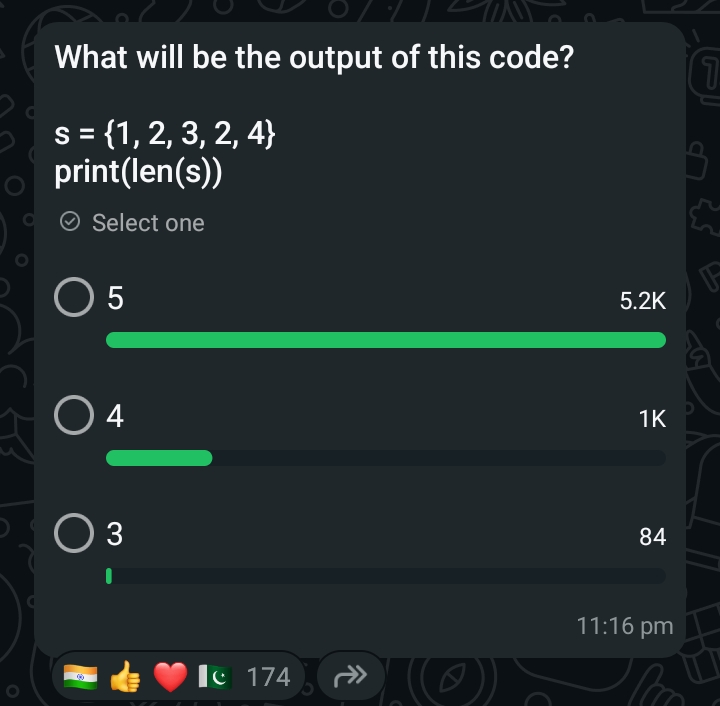 What will be the output of this code?
s = {1, 2, 3, 2, 4}
print(len(s))
Select one
5 5.2K
4 1K
3 84
11:16 pm
174